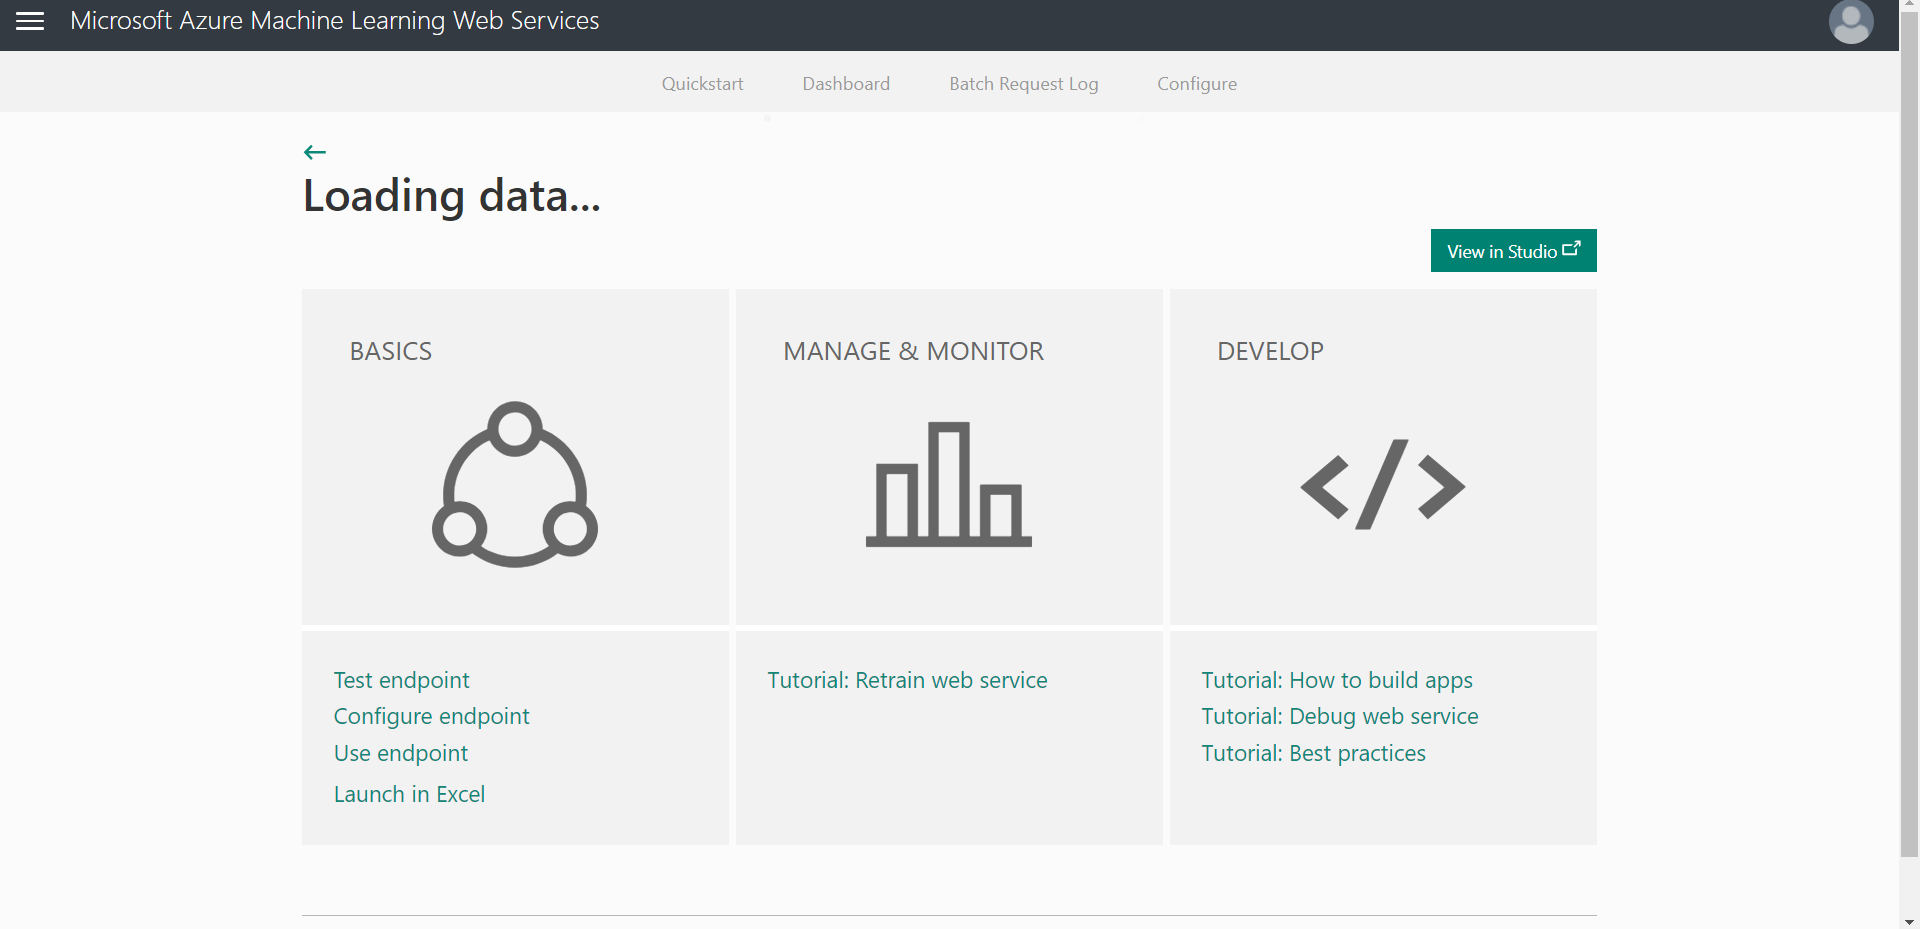 Microsoft Azure Machine Learning Web Services
Quickstart
Dashboard
Batch Request Log
Configure
Loading data...
View in Studio
BASICS
MANAGE & MONITOR
DEVELOP
Test endpoint
Configure endpoint
Use endpoint
Launch in Excel
Tutorial: Retrain web service
Tutorial: How to build apps
Tutorial: Debug web service
Tutorial: Best practices